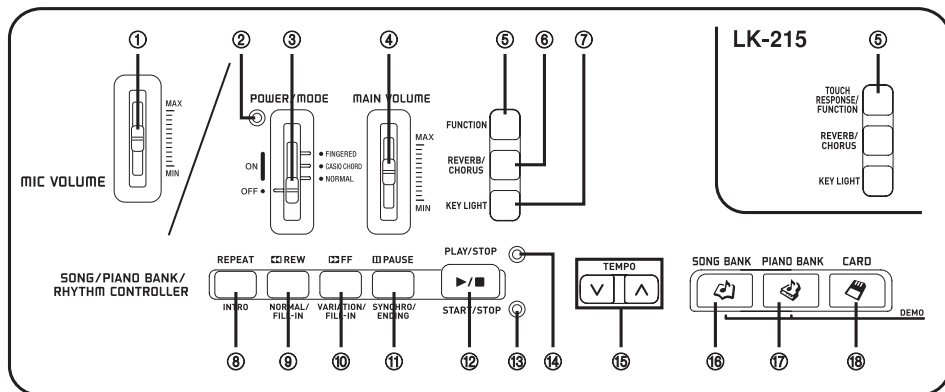 ① ② ③ ④ ⑤ ⑥ ⑦
LK-215 ⑤
POWER/MODE MAIN VOLUME
MAX
MIN
MIC VOLUME
ON
OFF •
• FINGERED
• CASIO CHORD
• NORMAL
MAX
MIN
FUNCTION
REVERB/
CHORUS
KEY LIGHT
TOUCH
RESPONSE/
FUNCTION
REVERB/
CHORUS
KEY LIGHT
SONG/PIANO BANK/
RHYTHM CONTROLLER
REPEAT REW FF PAUSE
PLAY/STOP
INTRO
NORMAL/
FILL-IN
VARIATION/
FILL-IN
SYNCHRO/
ENDING
START/STOP
TEMPO
SONG BANK PIANO BANK CARD
DEMO
⑧ ⑨ ⑩ ⑪ ⑫ ⑬ ⑭ ⑮ ⑯ ⑰ ⑱